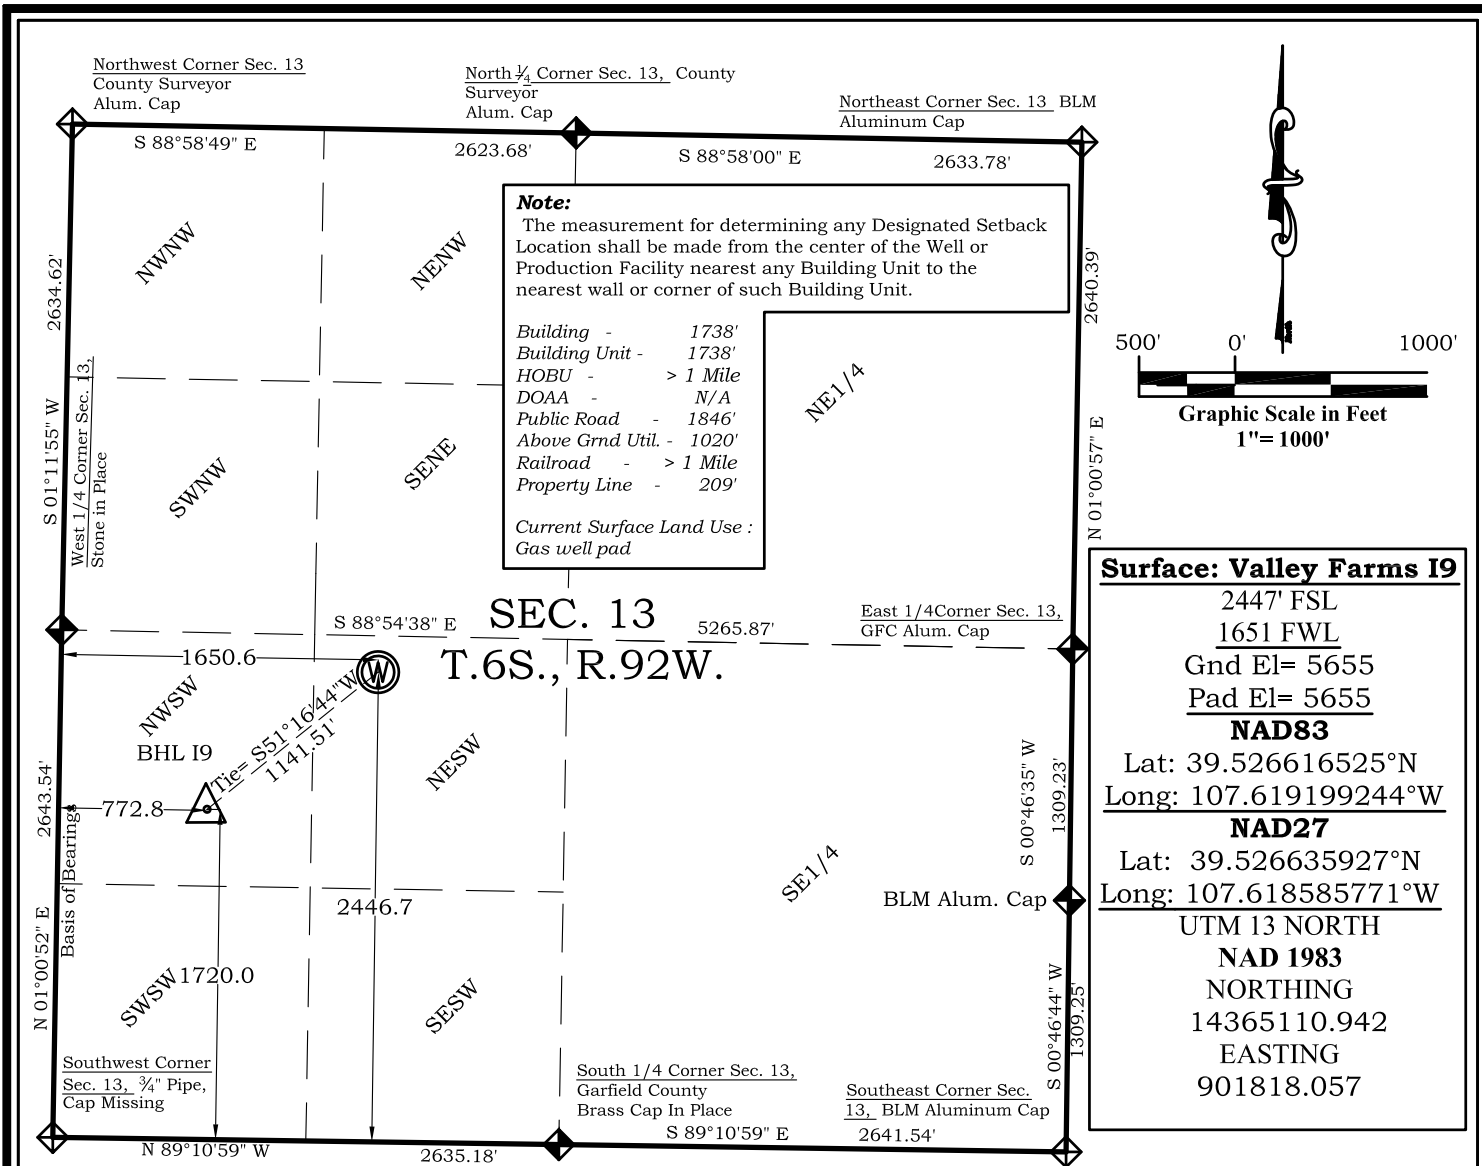 Northwest Corner Sec. 13
County Surveyor
Alum. Cap
North 1/4 Corner Sec. 13, County
Surveyor
Alum. Cap
Northeast Corner Sec. 13 BLM
Aluminum Cap
S 88°58'49" E
2623.68'
S 88°58'00" E
2633.78'
Note:
The measurement for determining any Designated Setback
Location shall be made from the center of the Well or
Production Facility nearest any Building Unit to the
nearest wall or corner of such Building Unit.
Building - 1738'
Building Unit - 1738'
HOBU - > 1 Mile
DOAA - N/A
Public Road - 1846'
Above Grnd Util. - 1020'
Railroad - > 1 Mile
Property Line - 209'
Current Surface Land Use :
Gas well pad
NWNW
NENW
SWNW
SENE
NE1/4
2634.62'
S 01°11'55" W
West 1/4 Corner Sec. 13,
Stone in Place
2640.39'
N 01°00'57" E
500' 0' 1000'
Graphic Scale in Feet
1"= 1000'
S 88°54'38" E
SEC. 13
5265.87'
T.6S., R.92W.
East 1/4Corner Sec. 13,
GFC Alum. Cap
1650.6
W
NWSW
BHL I9
Tie= S51°16'44"W
1141.51'
NESW
772.8
2643.54'
Basis of Bearings
N 01°00'52" E
2446.7
1720.0
SWSW
SESW
SE1/4
S 00°46'35" W
1309.23'
BLM Alum. Cap
S 00°46'44" W
1309.25'
Southwest Corner
Sec. 13, ¾" Pipe,
Cap Missing
N 89°10'59" W
2635.18'
South 1/4 Corner Sec. 13,
Garfield County
Brass Cap In Place
S 89°10'59" E
2641.54'
Southeast Corner Sec.
13, BLM Aluminum Cap
Surface: Valley Farms I9
2447' FSL
1651 FWL
Gnd El= 5655
Pad El= 5655
NAD83
Lat: 39.526616525°N
Long: 107.619199244°W
NAD27
Lat: 39.526635927°N
Long: 107.618585771°W
UTM 13 NORTH
NAD 1983
NORTHING
14365110.942
EASTING
901818.057